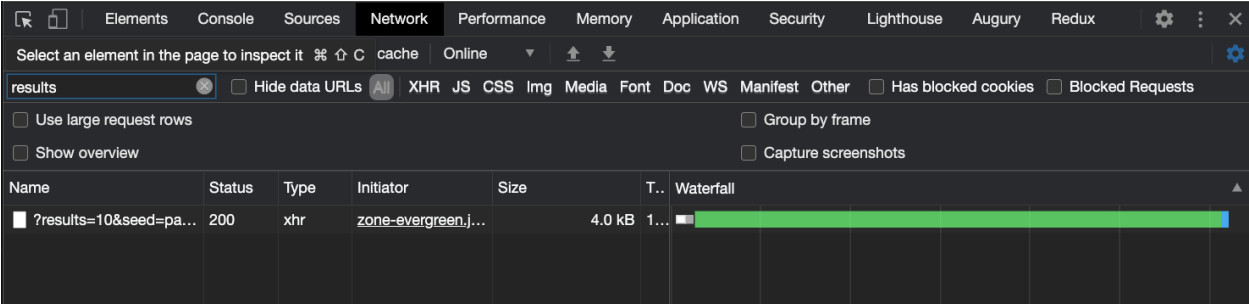 Elements Console Sources Network Performance Memory Application Security Lighthouse Augury Redux
Select an element in the page to inspect it ⌘ ⇧ C cache Online
results Hide data URLs All XHR JS CSS Img Media Font Doc WS Manifest Other Has blocked cookies Blocked Requests
Use large request rows Group by frame
Show overview Capture screenshots
Name Status Type Initiator Size T.. Waterfall
?results=10&seed=pa... 200 xhr zone-evergreen.j... 4.0 kB 1...